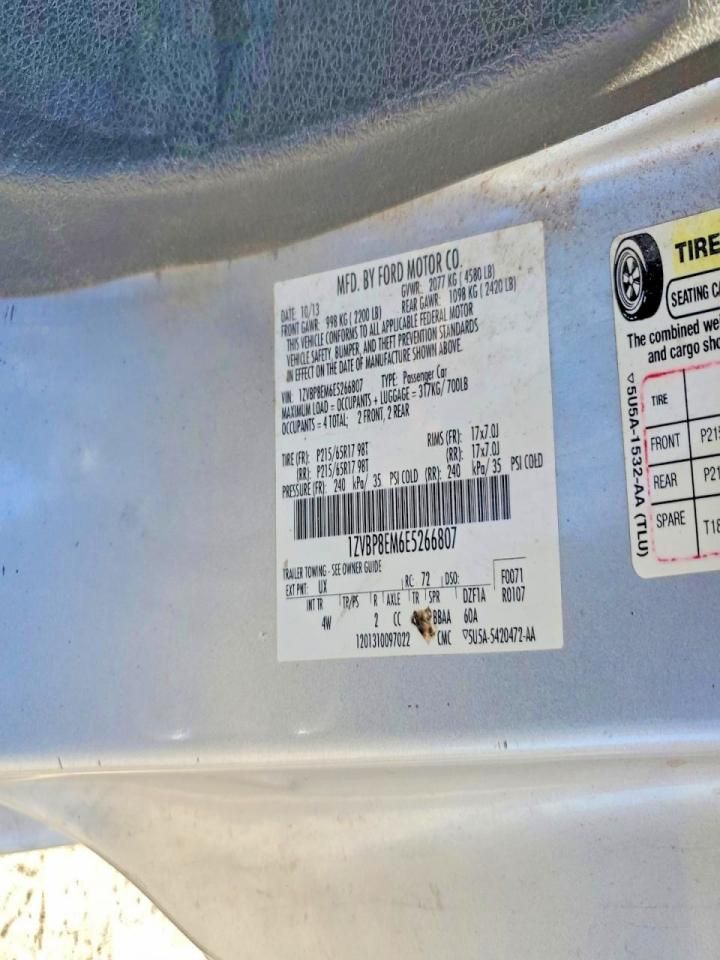 MFD. BY FORD MOTOR CO.
DATE: 10/13 GVWR: 2077 KG ( 4580 LB)
FRONT GAWR: 998 KG ( 2200 LB) REAR GAWR: 1098 KG ( 2420 LB)
THIS VEHICLE CONFORMS TO ALL APPLICABLE FEDERAL MOTOR
VEHICLE SAFETY, BUMPER, AND THEFT PREVENTION STANDARDS
IN EFFECT ON THE DATE OF MANUFACTURE SHOWN ABOVE.
VIN: 1ZVBP8EM6E5266807 TYPE: Passenger Car
MAXIMUM LOAD = OCCUPANTS + LUGGAGE = 317KG/ 700LB
OCCUPANTS = 4 TOTAL; 2 FRONT, 2 REAR
TIRE (FR): P215/65R17 98T RIMS (FR): 17x7.0J
(RR): P215/65R17 98T (RR): 17x7.0J
PRESSURE (FR): 240 kPa/ 35 PSI COLD (RR): 240 kPa/ 35 PSI COLD
1ZVBP8EM6E5266807
TRAILER TOWING - SEE OWNER GUIDE
EXT PNT: UX RC: 72 DSO: F0071
INT TR TP/PS R AXLE TR SPR DZF1A R0107
4W 2 CC BBAA 60A
1201310097022 CMC ▽5U5A-5420472-AA
TIRE
SEATING CA
The combined wei
and cargo sho
TIRE
FRONT P215
REAR P21
SPARE T18
▽5U5A-1532-AA (TLU)